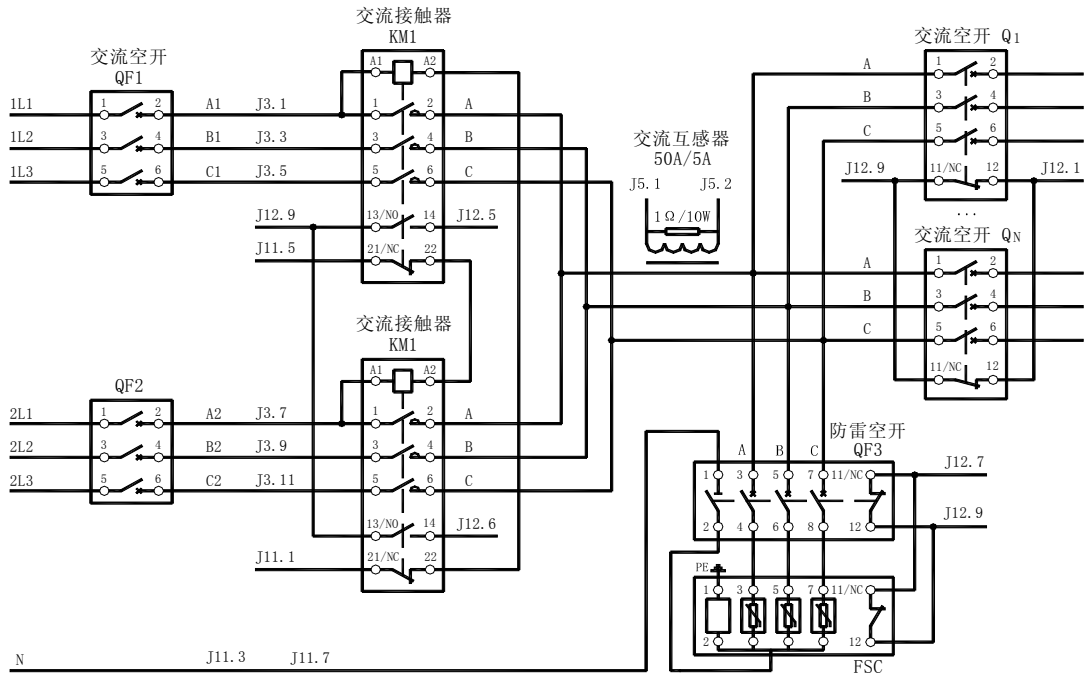 交流接触器
KM1
交流空开 Q1
交流空开
QF1
A1 A2
1 2 A 1 2
1L1 1 2 A1 J3.1 1 2 A
B 3 4
1L2 3 4 B1 J3.3 3 4 B
C 5 6
交流互感器
50A/5A
1L3 5 6 C1 J3.5 5 6 C
J12.9 11/NC 12 J12.1
J5.1 J5.2
J12.9 13/NO 14 J12.5
1Ω/10W
...
J11.5 21/NC 22
交流空开 QN
A 1 2
B 3 4
C 5 6
交流接触器
KM1
11/NC 12
A1 A2
QF2
2L1 1 2 A2 J3.7 1 2 A
2L2 3 4 B2 J3.9 3 4 B
防雷空开
QF3
A B C
2L3 5 6 C2 J3.11 5 6 C
1 3 5 7 11/NC J12.7
13/NO 14 J12.6
2 4 6 8 12 J12.9
J11.1 21/NC 22
PE
1 3 5 7 11/NC
2 12
N J11.3 J11.7
FSC